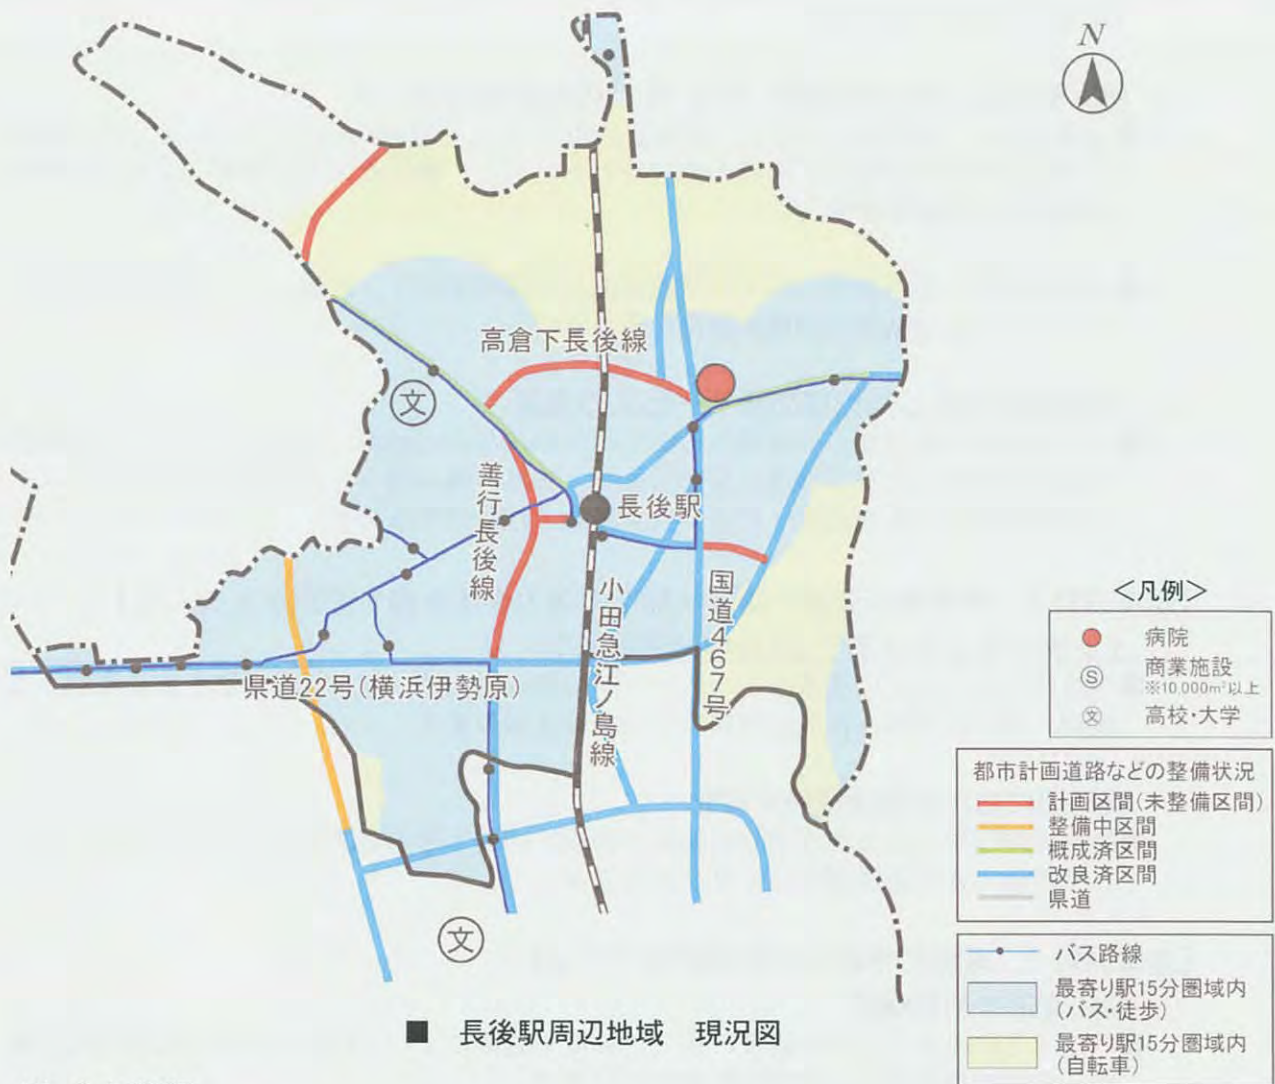 N
高倉下長後線
文
善行長後線
長後駅
国道467号
小田急江ノ島線
県道22号(横浜伊勢原)
文
<凡例>
病院
S 商業施設
※10,000㎡以上
文 高校・大学
都市計画道路などの整備状況
計画区間(未整備区間)
整備中区間
概成済区間
改良済区間
県道
バス路線
最寄り駅15分圏域内
(バス・徒歩)
最寄り駅15分圏域内
(自転車)
■ 長後駅周辺地域 現況図